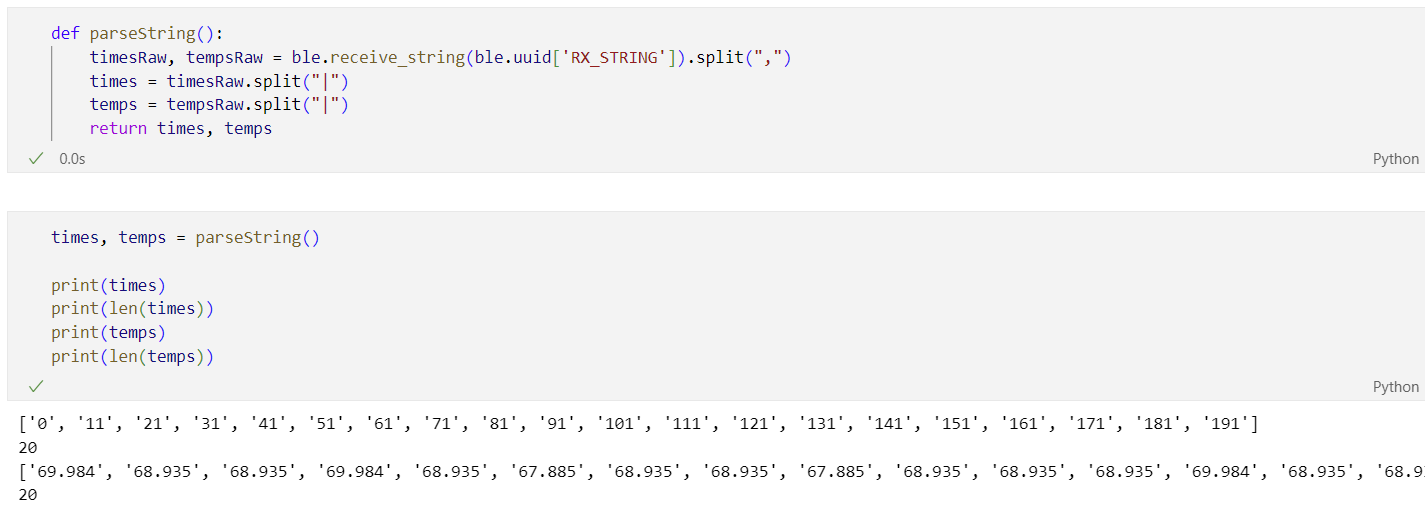 def parseString():
    timesRaw, tempsRaw = ble.receive_string(ble.uuid['RX_STRING']).split(",")
    times = timesRaw.split("|")
    temps = tempsRaw.split("|")
    return times, temps
✓ 0.0s
Python
times, temps = parseString()
print(times)
print(len(times))
print(temps)
print(len(temps))
✓
Python
['0', '11', '21', '31', '41', '51', '61', '71', '81', '91', '101', '111', '121', '131', '141', '151', '161', '171', '181', '191']
20
['69.984', '68.935', '68.935', '69.984', '68.935', '67.885', '68.935', '68.935', '67.885', '68.935', '68.935', '68.935', '69.984', '68.935',
20